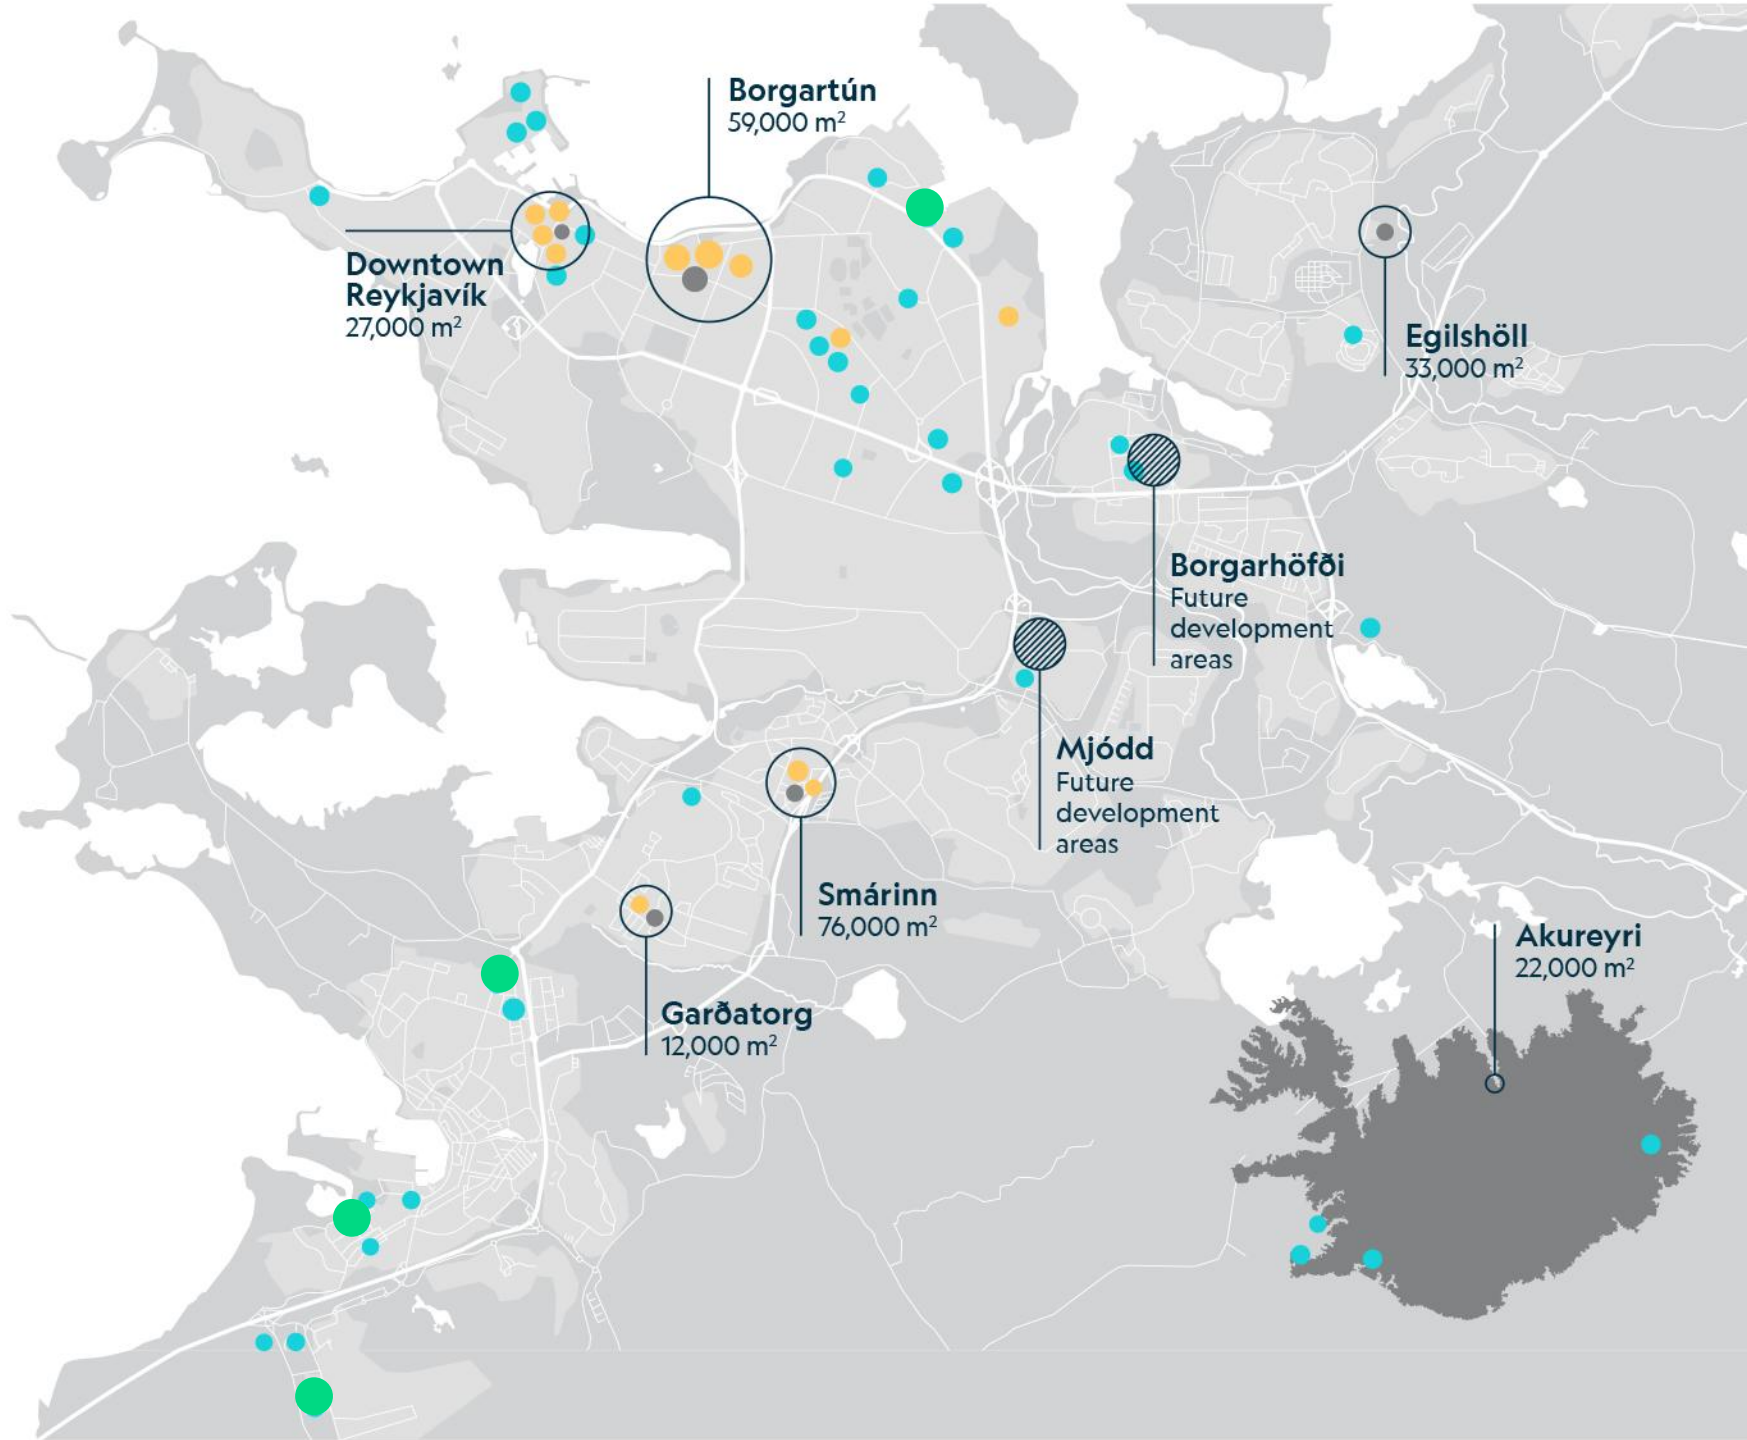 Borgartún
59,000 m²
Downtown
Reykjavík
27,000 m²
Egilshöll
33,000 m²
Borgarhöfði
Future
development
areas
Mjódd
Future
development
areas
Smárinn
76,000 m²
Akureyri
22,000 m²
Garðatorg
12,000 m²